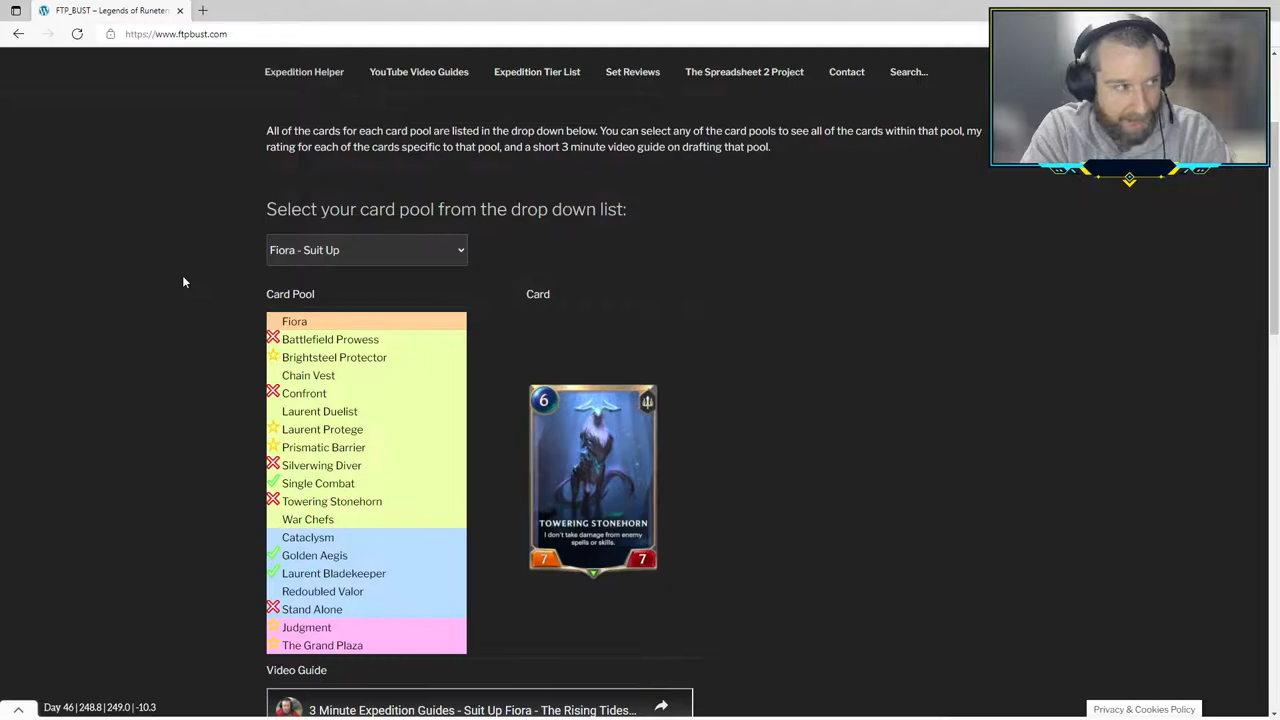 FTP_BUST – Legends of Runeter
https://www.ftpbust.com
Expedition Helper YouTube Video Guides Expedition Tier List Set Reviews The Spreadsheet 2 Project Contact Search...
All of the cards for each card pool are listed in the drop down below. You can select any of the card pools to see all of the cards within that pool, my
rating for each of the cards specific to that pool, and a short 3 minute video guide on drafting that pool.
Select your card pool from the drop down list:
Fiora - Suit Up
Card Pool Card
Fiora
Battlefield Prowess
Brightsteel Protector
Chain Vest
Confront
Laurent Duelist
Laurent Protege
Prismatic Barrier
Silverwing Diver
Single Combat
Towering Stonehorn
War Chefs
Cataclysm
Golden Aegis
Laurent Bladekeeper
Redoubled Valor
Stand Alone
Judgment
The Grand Plaza
6
TOWERING STONEHORN
I don't take damage from enemy
spells or skills.
7 7
Video Guide
3 Minute Expedition Guides - Suit Up Fiora - The Rising Tides...
Day 46 | 248.8 | 249.0 | -10.3
Privacy & Cookies Policy